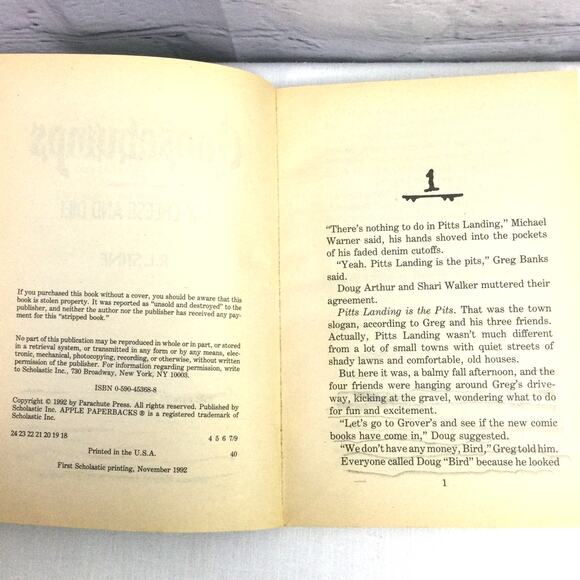 If you purchased this book without a cover, you should be aware that this
book is stolen property. It was reported as "unsold and destroyed" to the
publisher, and neither the author nor the publisher has received any pay-
ment for this "stripped book."
No part of this publication may be reproduced in whole or in part, or stored
in a retrieval system, or transmitted in any form or by any means, elec-
tronic, mechanical, photocopying, recording, or otherwise, without written
permission of the publisher. For information regarding permission, write
to Scholastic Inc., 730 Broadway, New York, NY 10003.
ISBN 0-590-45368-8
Copyright © 1992 by Parachute Press. All rights reserved. Published by
Scholastic Inc. APPLE PAPERBACKS ® is a registered trademark of
Scholastic Inc.
24 23 22 21 20 19 18 4 5 6 7/9
Printed in the U.S.A. 40
First Scholastic printing, November 1992
1
"There's nothing to do in Pitts Landing," Michael
Warner said, his hands shoved into the pockets
of his faded denim cutoffs.
"Yeah. Pitts Landing is the pits," Greg Banks
said.
Doug Arthur and Shari Walker muttered their
agreement.
Pitts Landing is the Pits. That was the town
slogan, according to Greg and his three friends.
Actually, Pitts Landing wasn't much different
from a lot of small towns with quiet streets of
shady lawns and comfortable, old houses.
But here it was, a balmy fall afternoon, and the
four friends were hanging around Greg's drive-
way, kicking at the gravel, wondering what to do
for fun and excitement.
"Let's go to Grover's and see if the new comic
books have come in," Doug suggested.
"We don't have any money, Bird," Greg told him.
Everyone called Doug "Bird" because he looked
1